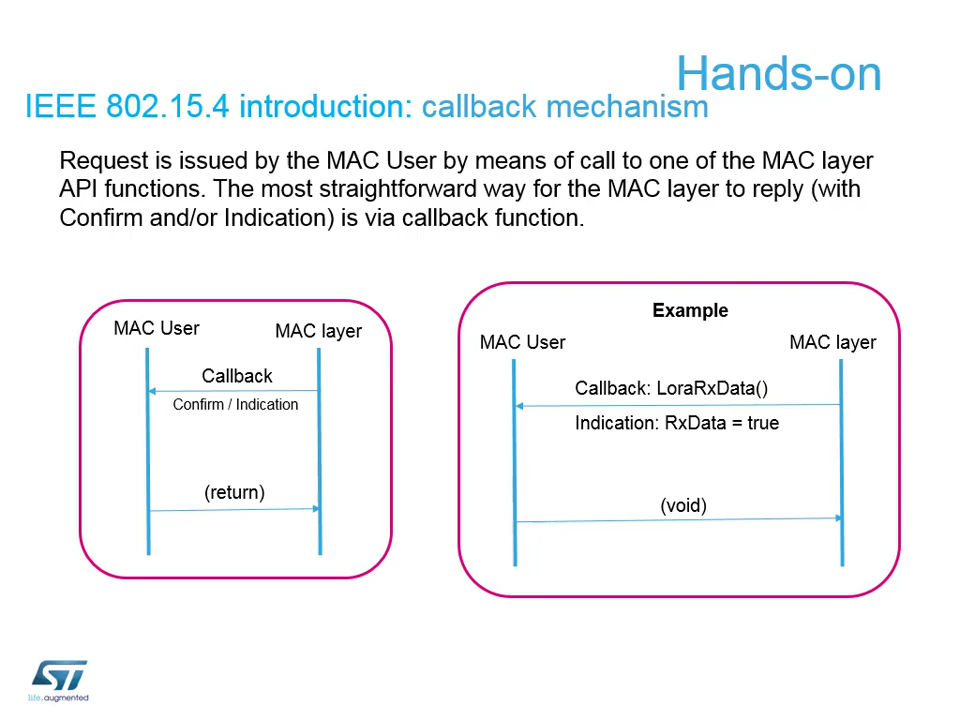 Hands-on
IEEE 802.15.4 introduction: callback mechanism
Request is issued by the MAC User by means of call to one of the MAC layer
API functions. The most straightforward way for the MAC layer to reply (with
Confirm and/or Indication) is via callback function.
MAC User
MAC layer
Callback
Confirm / Indication
(return)
Example
MAC User
MAC layer
Callback: LoraRxData()
Indication: RxData = true
(void)
ST
life.augmented